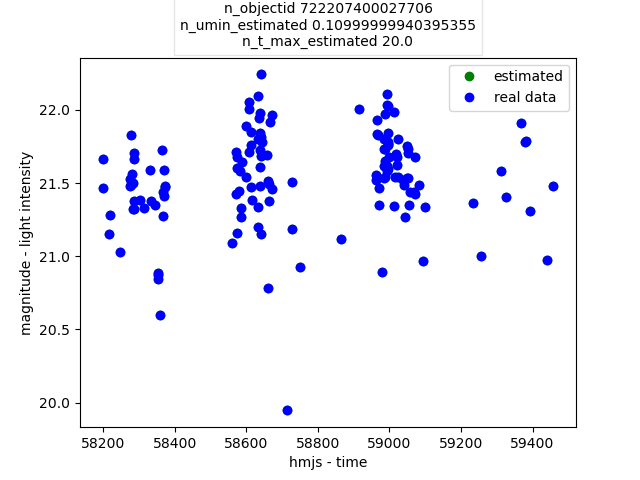 n_objectid 722207400027706
n_umin_estimated 0.10999999940395355
n_t_max_estimated 20.0
estimated
real data
22.0
21.5
21.0
20.5
20.0
magnitude - light intensity
58200 58400 58600 58800 59000 59200 59400
hmjs - time